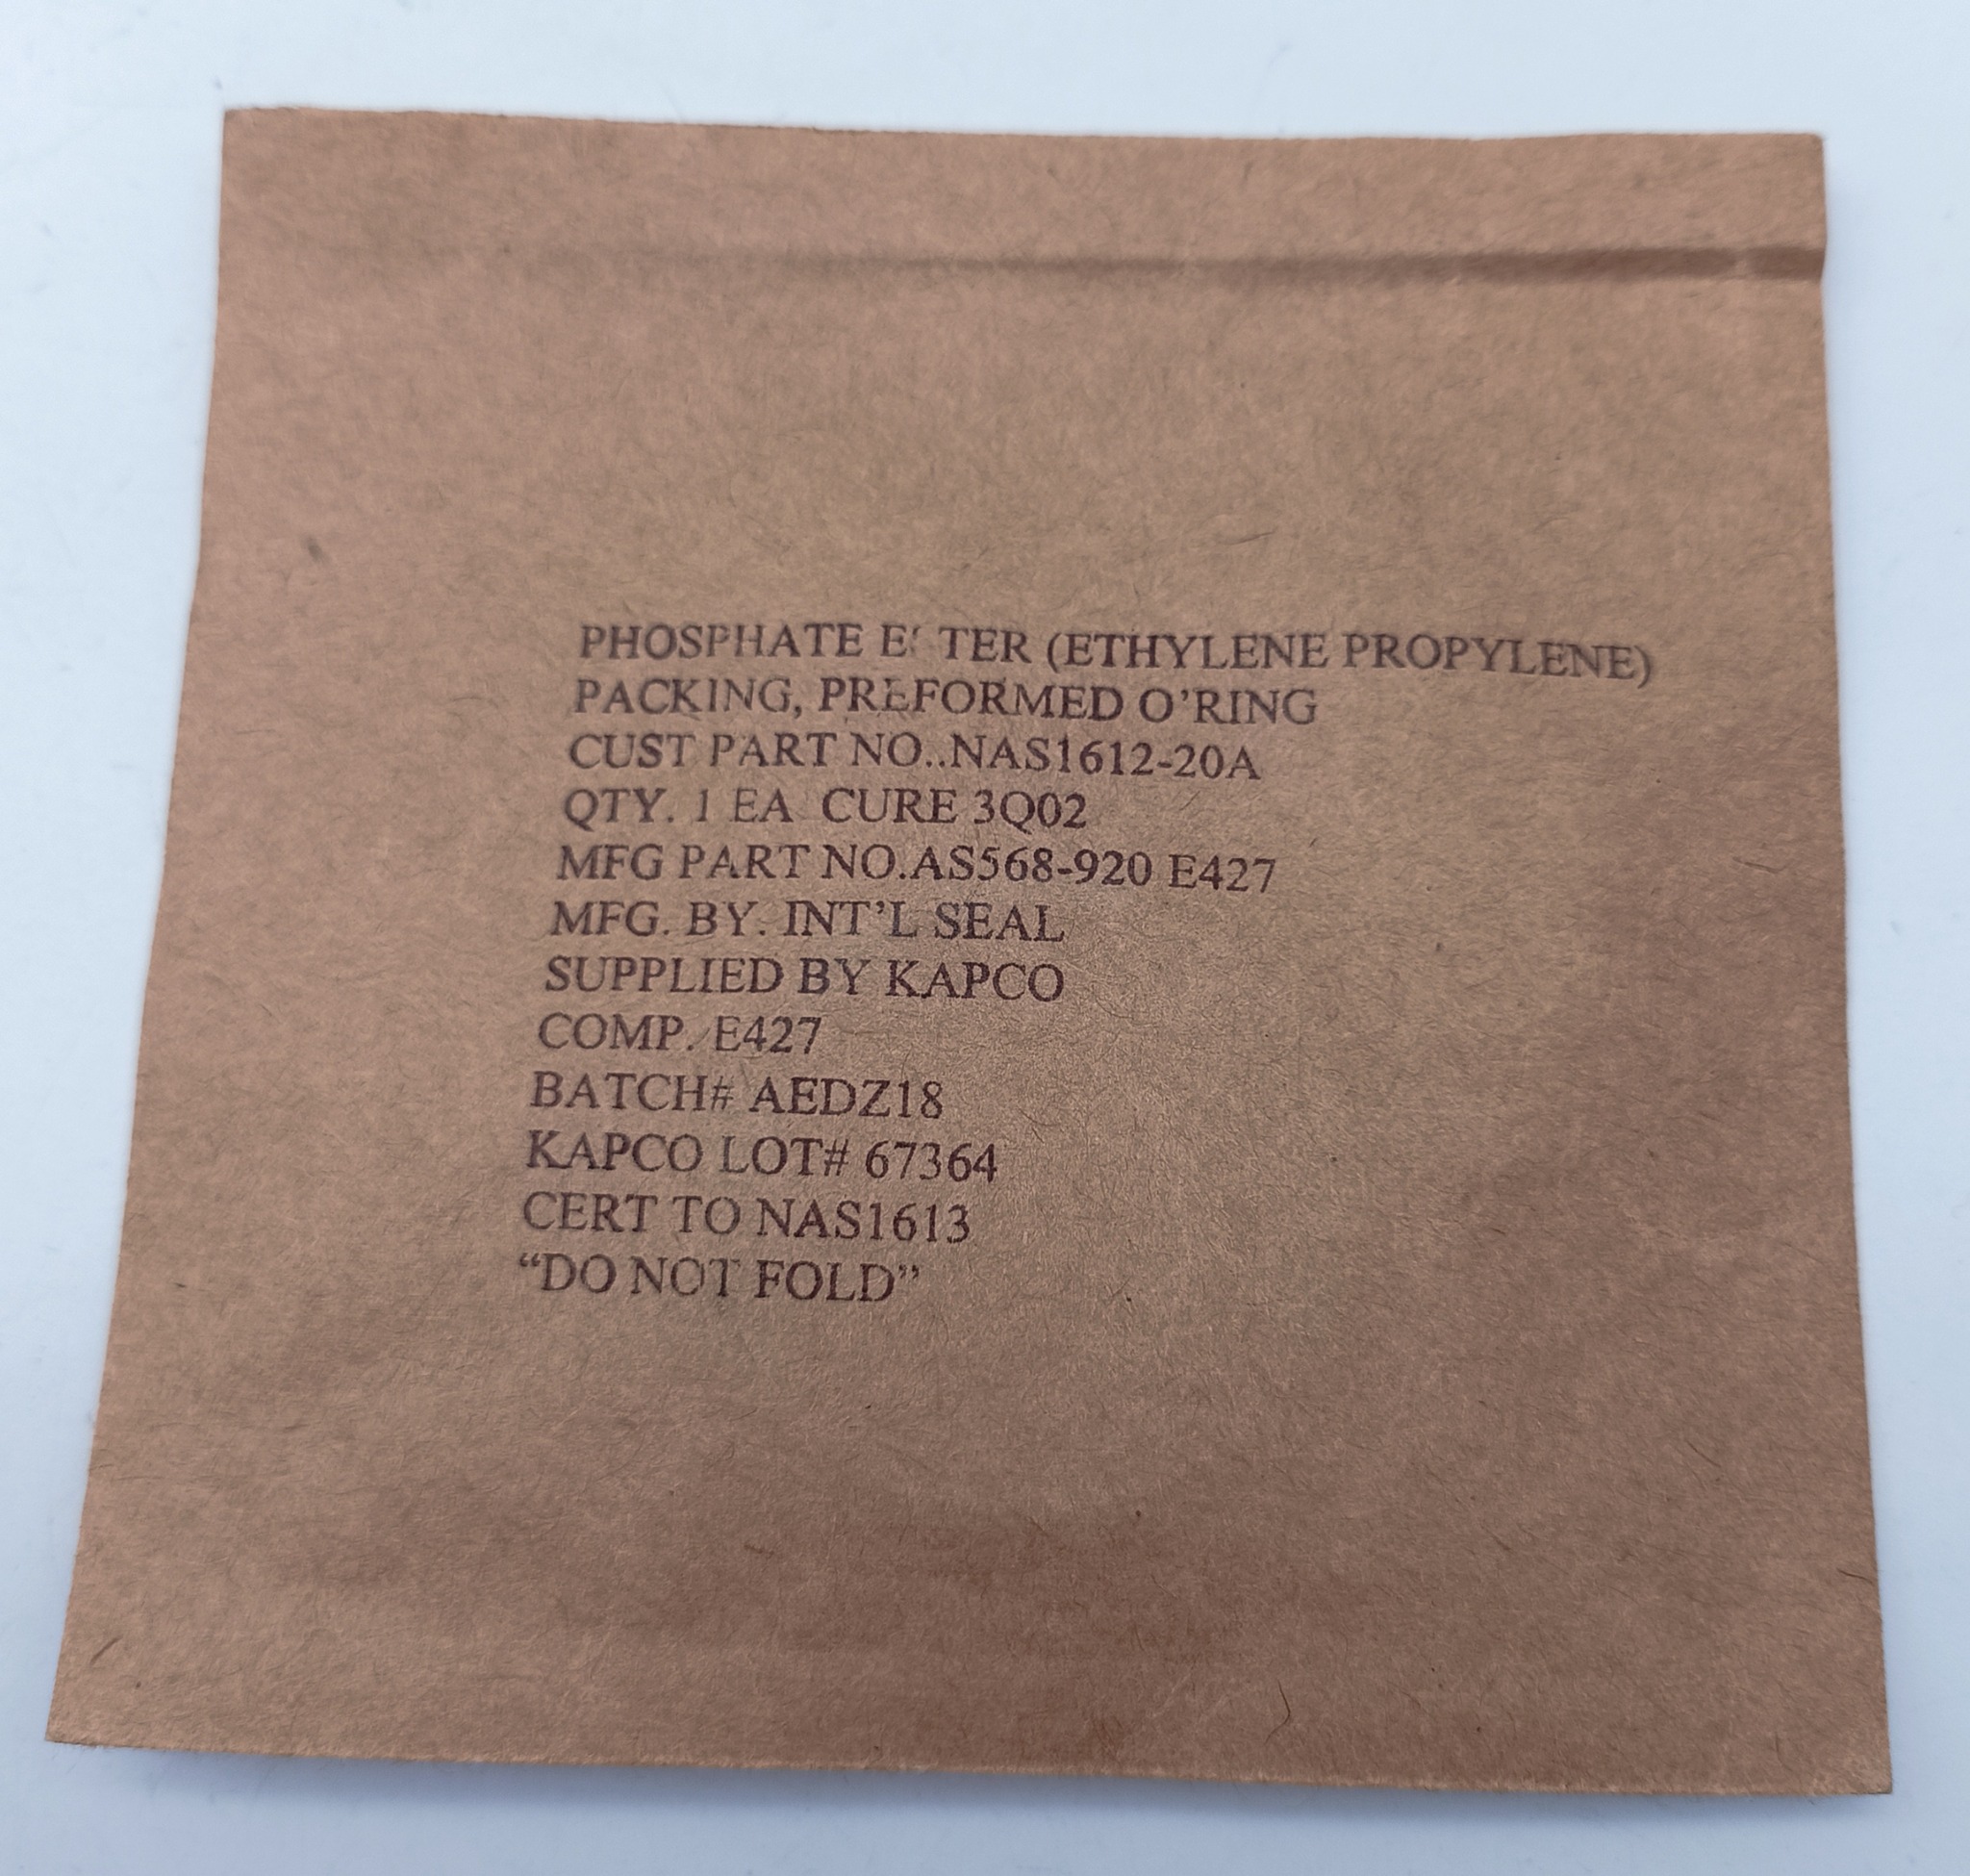 PHOSPHATE ESTER (ETHYLENE PROPYLENE)
PACKING, PREFORMED O’RING
CUST PART NO..NAS1612-20A
QTY. 1 EA CURE 3Q02
MFG PART NO.AS568-920 E427
MFG. BY. INT’L SEAL
SUPPLIED BY KAPCO
COMP. E427
BATCH# AEDZ18
KAPCO LOT# 67364
CERT TO NAS1613
“DO NOT FOLD”